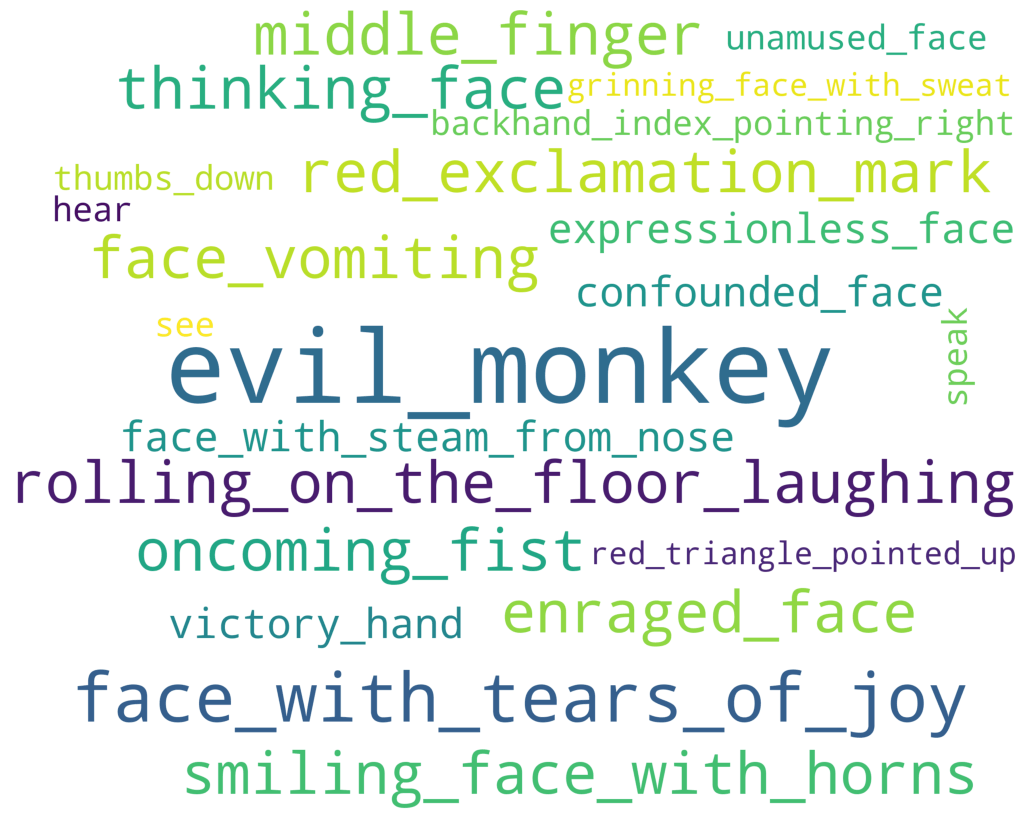 middle_finger
unamused_face
thinking_face
grinning_face_with_sweat
backhand_index_pointing_right
thumbs_down
red_exclamation_mark
hear
expressionless_face
face_vomiting
confounded_face
see
evil_monkey
speak
face_with_steam_from_nose
rolling_on_the_floor_laughing
oncoming_fist
red_triangle_pointed_up
victory_hand
enraged_face
face_with_tears_of_joy
smiling_face_with_horns